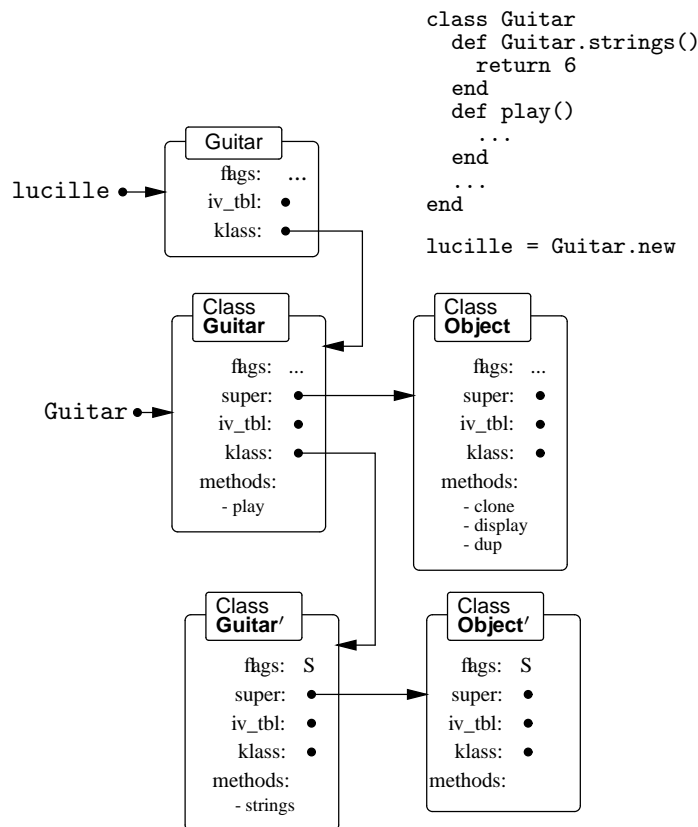 class Guitar
def Guitar.strings()
return 6
end
def play()
...
end
...
end
lucille = Guitar.new
Guitar
lucille
flags: ...
iv_tbl:
klass:
Class
Guitar
Guitar
flags: ...
super:
iv_tbl:
klass:
methods:
- play
Class
Object
flags: ...
super:
iv_tbl:
klass:
methods:
- clone
- display
- dup
Class
Guitar′
flags: S
super:
iv_tbl:
klass:
methods:
- strings
Class
Object′
flags: S
super:
iv_tbl:
klass:
methods: